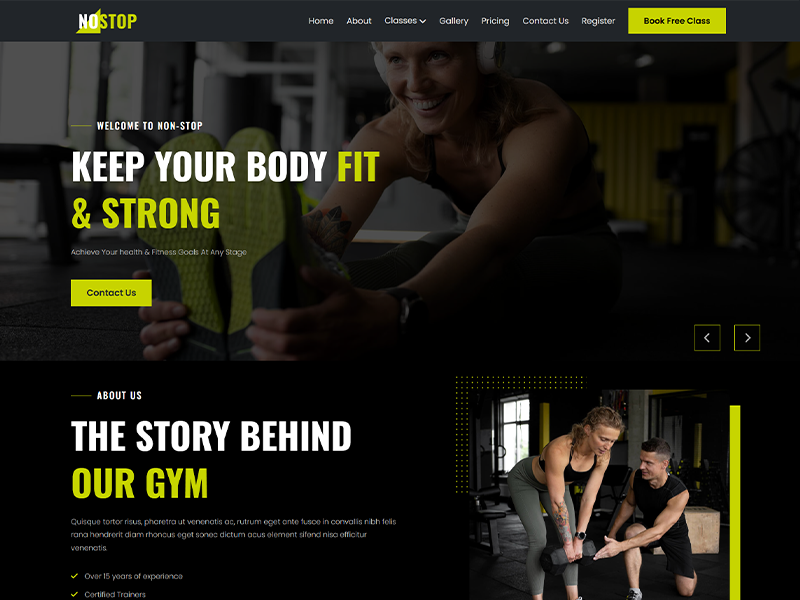 NOSTOP
Home About Classes Gallery Pricing Contact Us Register Book Free Class
WELCOME TO NON-STOP
KEEP YOUR BODY FIT
& STRONG
Achieve Your health & Fitness Goals At Any Stage
Contact Us
ABOUT US
THE STORY BEHIND
OUR GYM
Quisque tortor risus, pharetra ut venenatis ac, rutrum eget ante fusce in convallis nibh felis
rana hendrerit diam rhoncus eget sonec dictum acus element sifend nisa efficitur
venenatis.
Over 15 years of experience
Certified Trainers